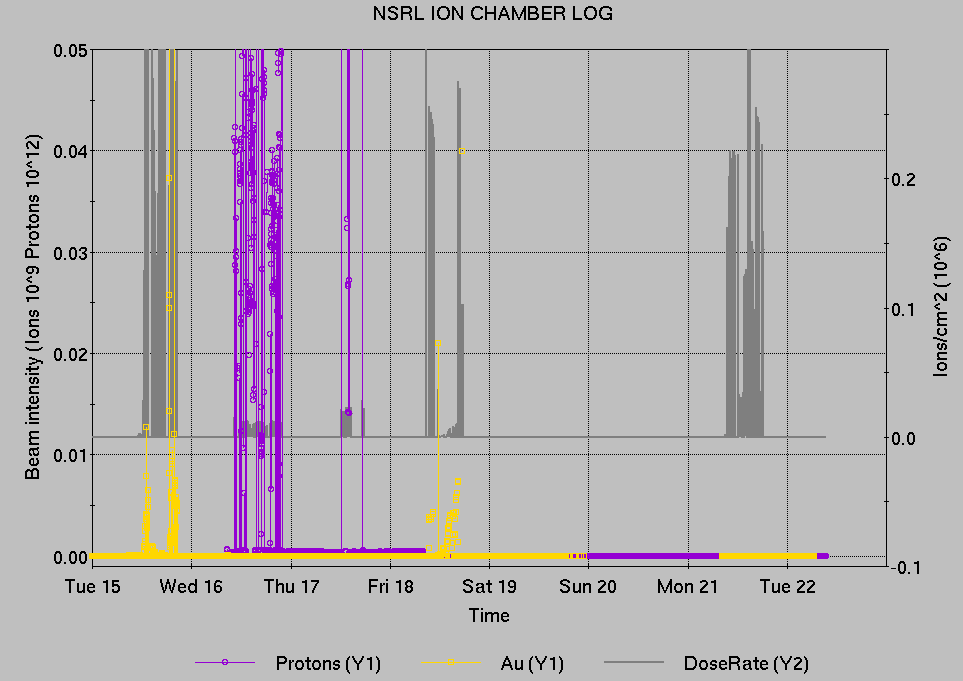 NSRL ION CHAMBER LOG
Beam intensity (Ions 10^9 Protons 10^12)
0.05
0.04
0.03
0.02
0.01
0.00
0.2
0.1
0.0
-0.1
Ions/cm^2 (10^6)
Tue 15 Wed 16 Thu 17 Fri 18 Sat 19 Sun 20 Mon 21 Tue 22
Time
Protons (Y1) Au (Y1) DoseRate (Y2)